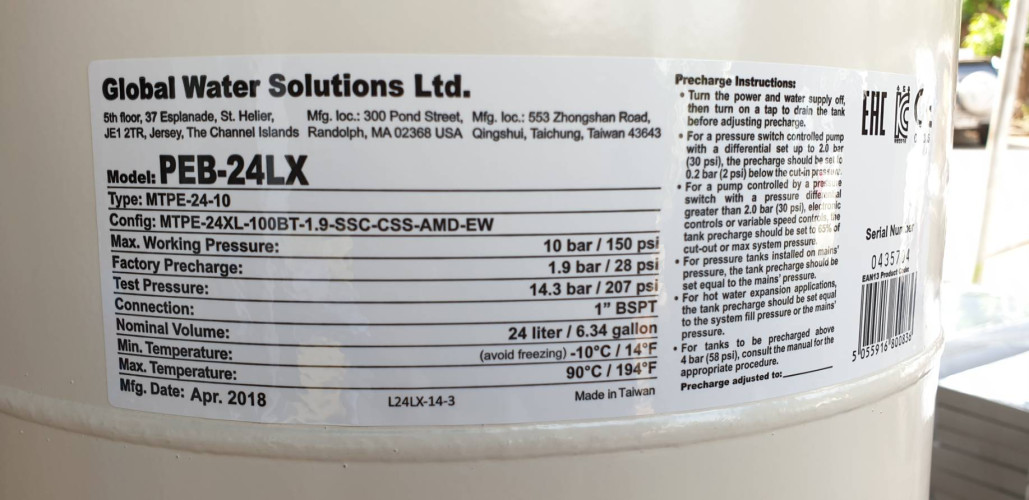 Global Water Solutions Ltd.
5th floor, 37 Esplanade, St. Helier,
JE1 2TR, Jersey, The Channel Islands
Mfg. loc.: 300 Pond Street,
Randolph, MA 02368 USA
Mfg. loc.: 553 Zhongshan Road,
Qingshui, Taichung, Taiwan 43643
Model: PEB-24LX
Type: MTPE-24-10
Config: MTPE-24XL-100BT-1.9-SSC-CSS-AMD-EW
Max. Working Pressure: 10 bar / 150 psi
Factory Precharge: 1.9 bar / 28 psi
Test Pressure: 14.3 bar / 207 psi
Connection: 1" BSPT
Nominal Volume: 24 liter / 6.34 gallon
Min. Temperature: (avoid freezing) -10°C / 14°F
Max. Temperature: 90°C / 194°F
Mfg. Date: Apr. 2018
L24LX-14-3
Made in Taiwan
Precharge Instructions:
• Turn the power and water supply off,
then turn on a tap to drain the tank
before adjusting precharge.
• For a pressure switch controlled pump
with a differential set up to 2.0 bar
(30 psi), the precharge should be set to
0.2 bar (2 psi) below the cut-in pressure.
• For a pump controlled by a pressure
switch with a pressure differential
greater than 2.0 bar (30 psi), electronic
controls or variable speed controls, the
tank precharge should be set to 65% of
cut-out or max system pressure.
• For pressure tanks installed on mains'
pressure, the tank precharge should be
set equal to the mains' pressure.
• For hot water expansion applications,
the tank precharge should be set equal
to the system fill pressure or the mains'
pressure.
• For tanks to be precharged above
4 bar (58 psi), consult the manual for the
appropriate procedure.
Precharge adjusted to:
EAC
Serial Number
EAN13 Product Codes
5 055916 800836